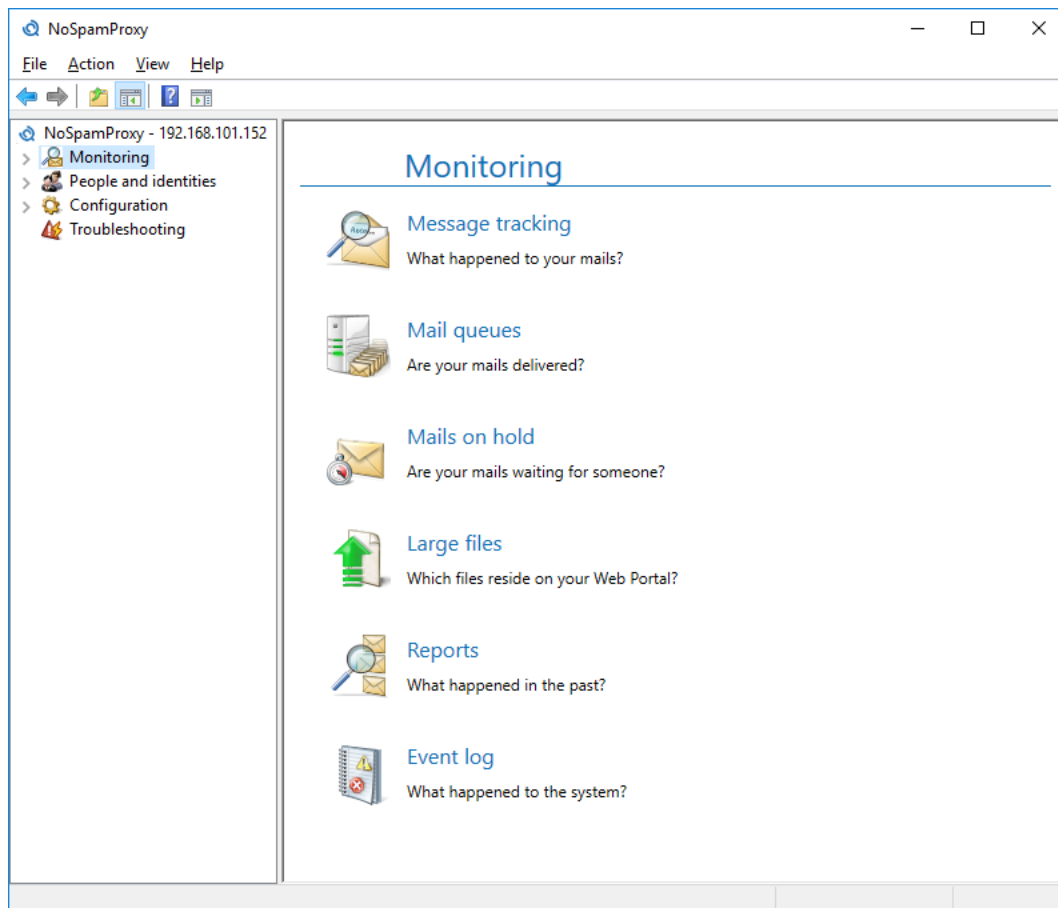 NoSpamProxy
File Action View Help
NoSpamProxy - 192.168.101.152
Monitoring
People and identities
Configuration
Troubleshooting
Monitoring
Message tracking
What happened to your mails?
Mail queues
Are your mails delivered?
Mails on hold
Are your mails waiting for someone?
Large files
Which files reside on your Web Portal?
Reports
What happened in the past?
Event log
What happened to the system?